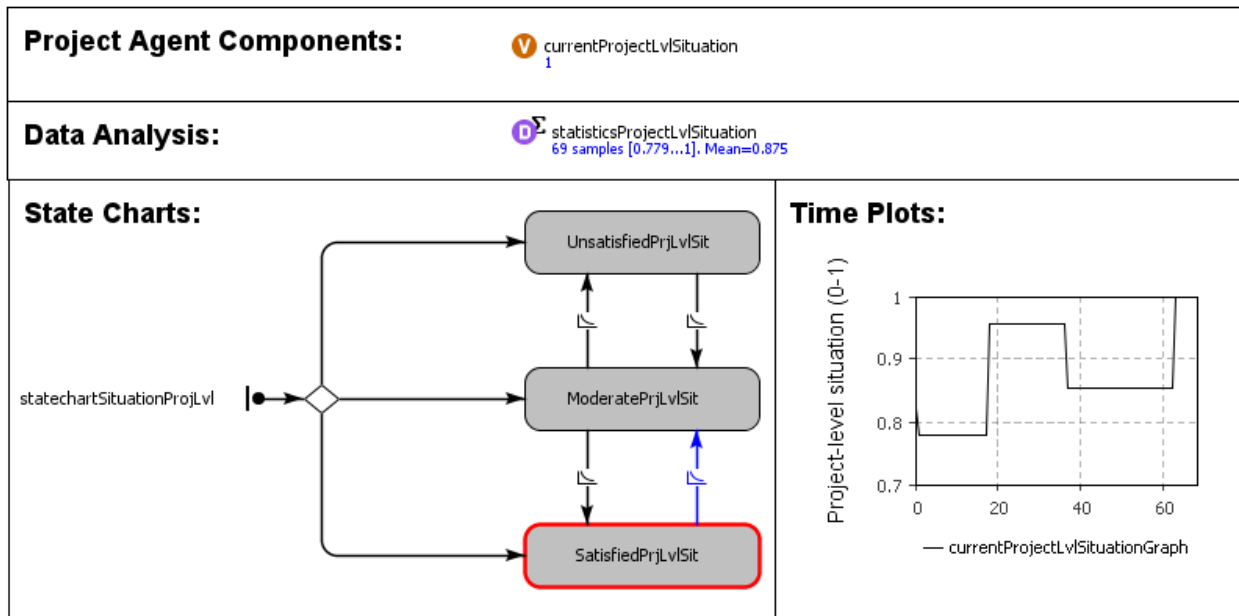 Project Agent Components:
V currentProjectLvlSituation
1
Data Analysis:
D Σ statisticsProjectLvlSituation
69 samples [0.779...1]. Mean=0.875
State Charts:
UnsatisfiedPrjLvlSit
statechartSituationProjLvl
ModeratePrjLvlSit
SatisfiedPrjLvlSit
Time Plots:
Project-level situation (0-1)
1
0.9
0.8
0.7
0 20 40 60
currentProjectLvlSituationGraph